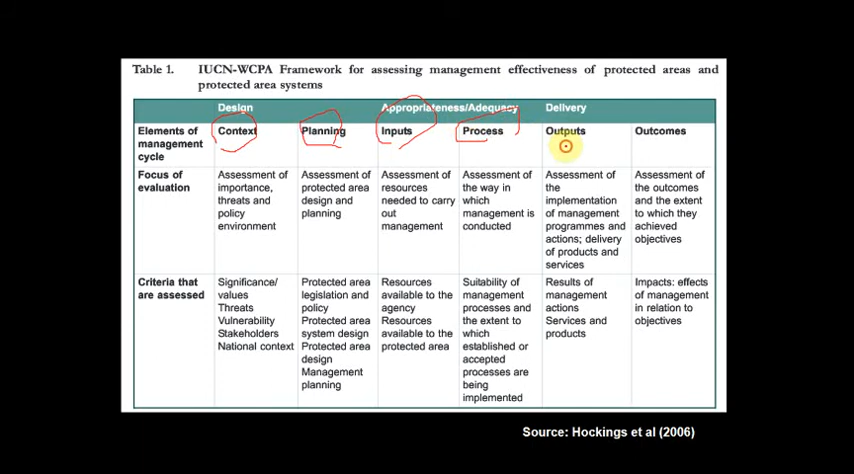 Table 1. IUCN-WCPA Framework for assessing management effectiveness of protected areas and
protected area systems
Design Appropriateness/Adequacy Delivery
Elements of
management
cycle
Context
Planning
Inputs
Process
Outputs
Outcomes
Focus of
evaluation
Assessment of
importance,
threats and
policy
environment
Assessment of
protected area
design and
planning
Assessment of
resources
needed to carry
out
management
Assessment of
the way in
which
management is
conducted
Assessment of
the
implementation
of management
programmes and
actions; delivery
of products and
services
Assessment of
the outcomes
and the extent
to which they
achieved
objectives
Criteria that
are assessed
Significance/
values
Threats
Vulnerability
Stakeholders
National context
Protected area
legislation and
policy
Protected area
system design
Protected area
design
Management
planning
Resources
available to the
agency
Resources
available to the
protected area
Suitability of
management
processes and
the extent to
which
established or
accepted
processes are
being
implemented
Results of
management
actions
Services and
products
Impacts: effects
of management
in relation to
objectives
Source: Hockings et al (2006)